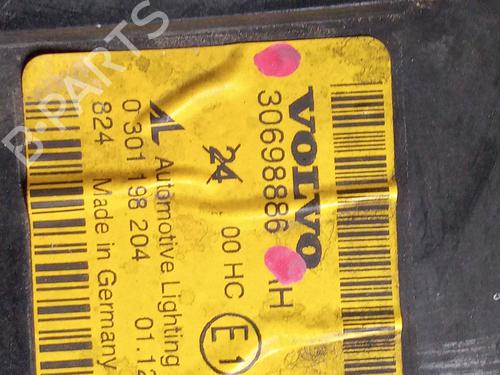 VOLVO
30698886
H
24
00 HC
E1
AL Automotive Lighting
0 301 198 204 01.12
824 Made in Germany
B-PARTS